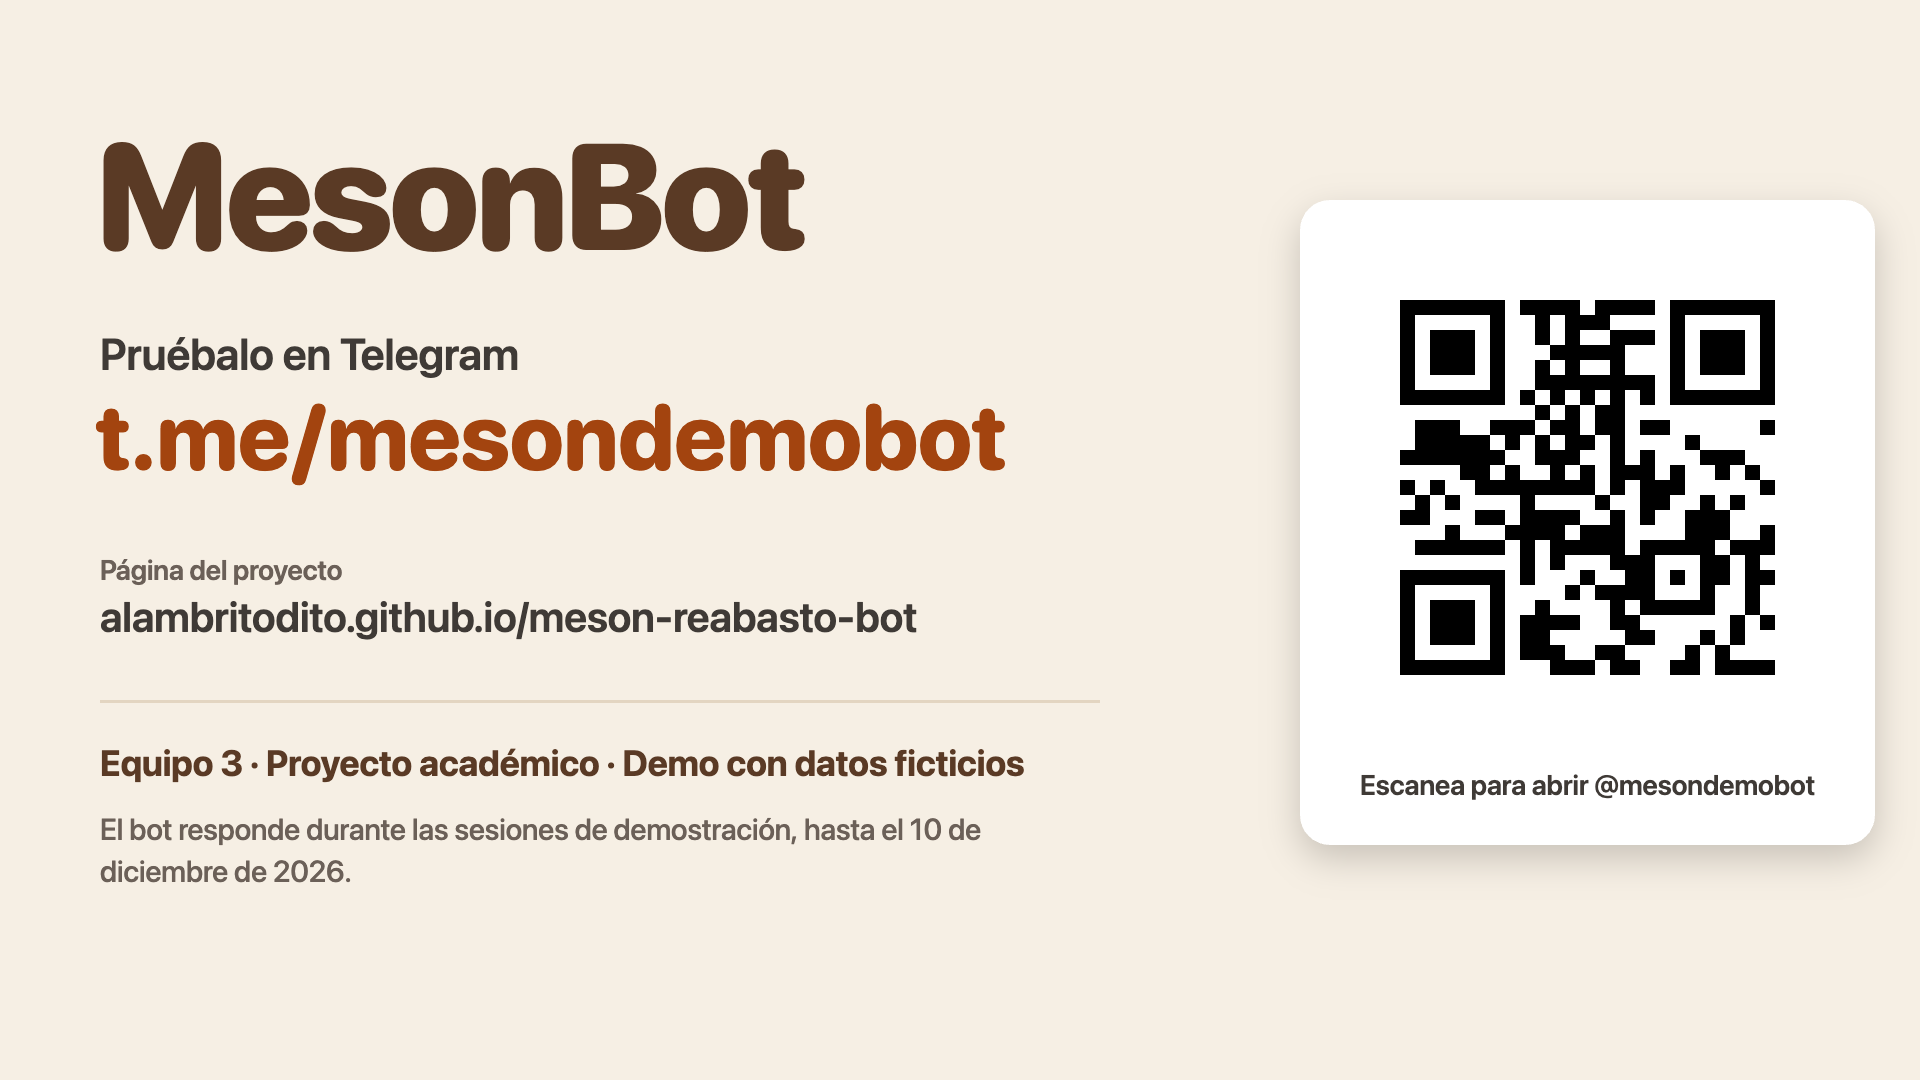 MesonBot
Pruébalo en Telegram
t.me/mesondemobot
Página del proyecto
alambritodito.github.io/meson-reabasto-bot
Equipo 3 · Proyecto académico · Demo con datos ficticios
El bot responde durante las sesiones de demostración, hasta el 10 de
diciembre de 2026.
Escanea para abrir @mesondemobot